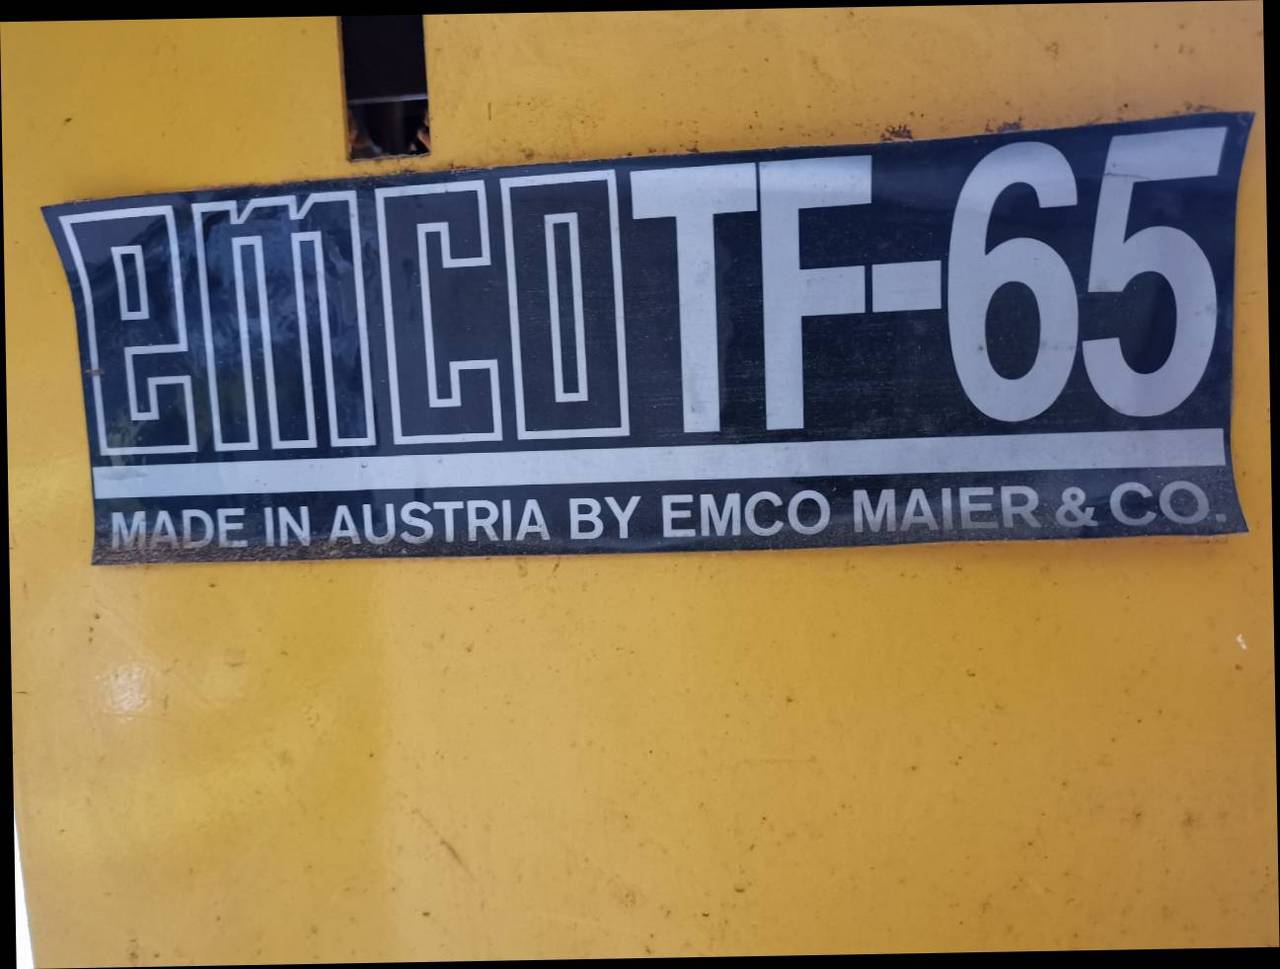 emco TF-65
MADE IN AUSTRIA BY EMCO MAIER & CO.